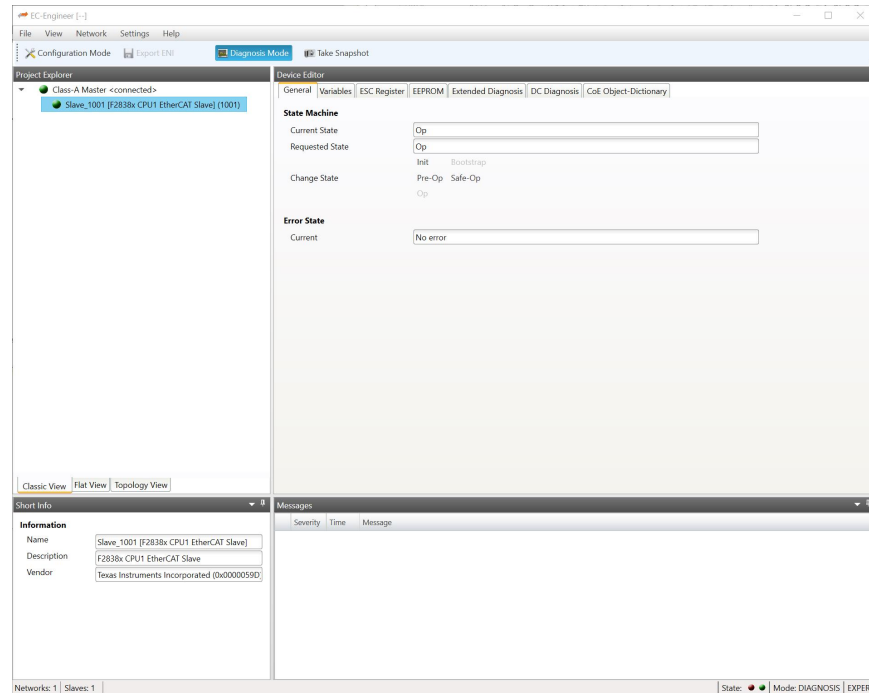 EC-Engineer [--]
File View Network Settings Help
Configuration Mode Export ENI Diagnosis Mode Take Snapshot
Project Explorer
Class-A Master <connected>
Slave_1001 [F2838x CPU1 EtherCAT Slave] (1001)
Classic View Flat View Topology View
Device Editor
General Variables ESC Register EEPROM Extended Diagnosis DC Diagnosis CoE Object-Dictionary
State Machine
Current State Op
Requested State Op
Init Bootstrap
Change State Pre-Op Safe-Op
Op
Error State
Current No error
Short Info
Information
Name Slave_1001 [F2838x CPU1 EtherCAT Slave]
Description F2838x CPU1 EtherCAT Slave
Vendor Texas Instruments Incorporated (0x0000059D)
Messages
Severity Time Message
Networks: 1 Slaves: 1 State: Mode: DIAGNOSIS EXPER